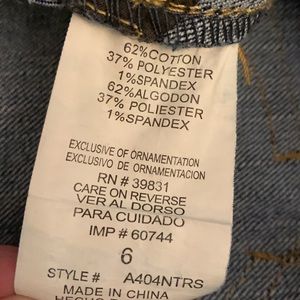 62%COTTON
37% POLYESTER
1%SPANDEX
62%ALGODON
37% POLIESTER
1%SPANDEX
EXCLUSIVE OF ORNAMENTATION
EXCLUSIVO DE ORNAMENTACION
RN # 39831
CARE ON REVERSE
VER AL DORSO
PARA CUIDADO
IMP # 60744
6
STYLE # A404NTRS
MADE IN CHINA
HECHO